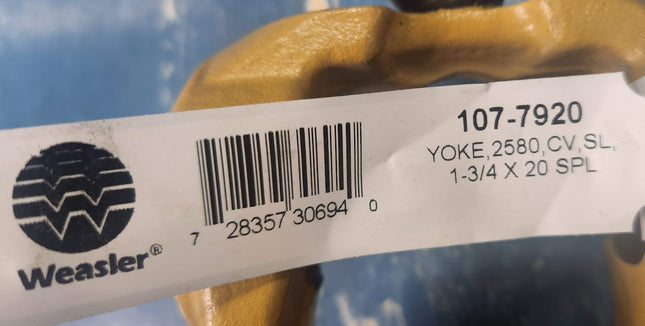 Weasler®
7 28357 30694 0
107-7920
YOKE,2580,CV,SL,
1-3/4 X 20 SPL